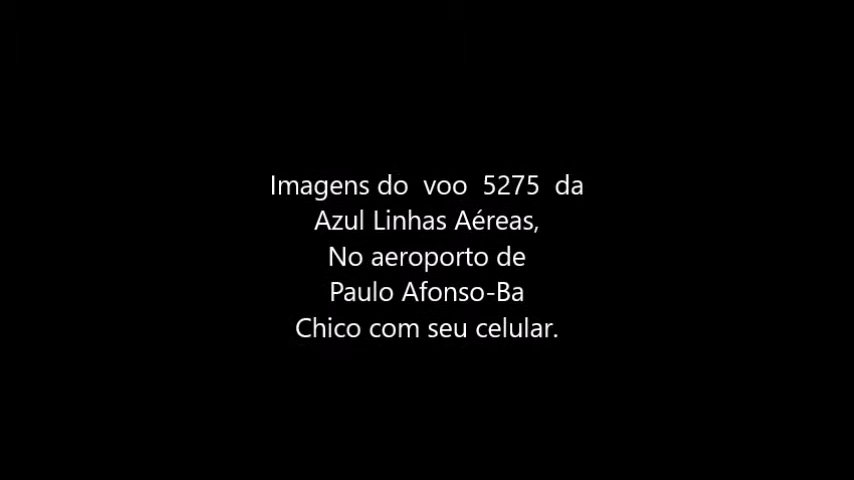 Imagens do voo 5275 da
Azul Linhas Aéreas,
No aeroporto de
Paulo Afonso-Ba
Chico com seu celular.